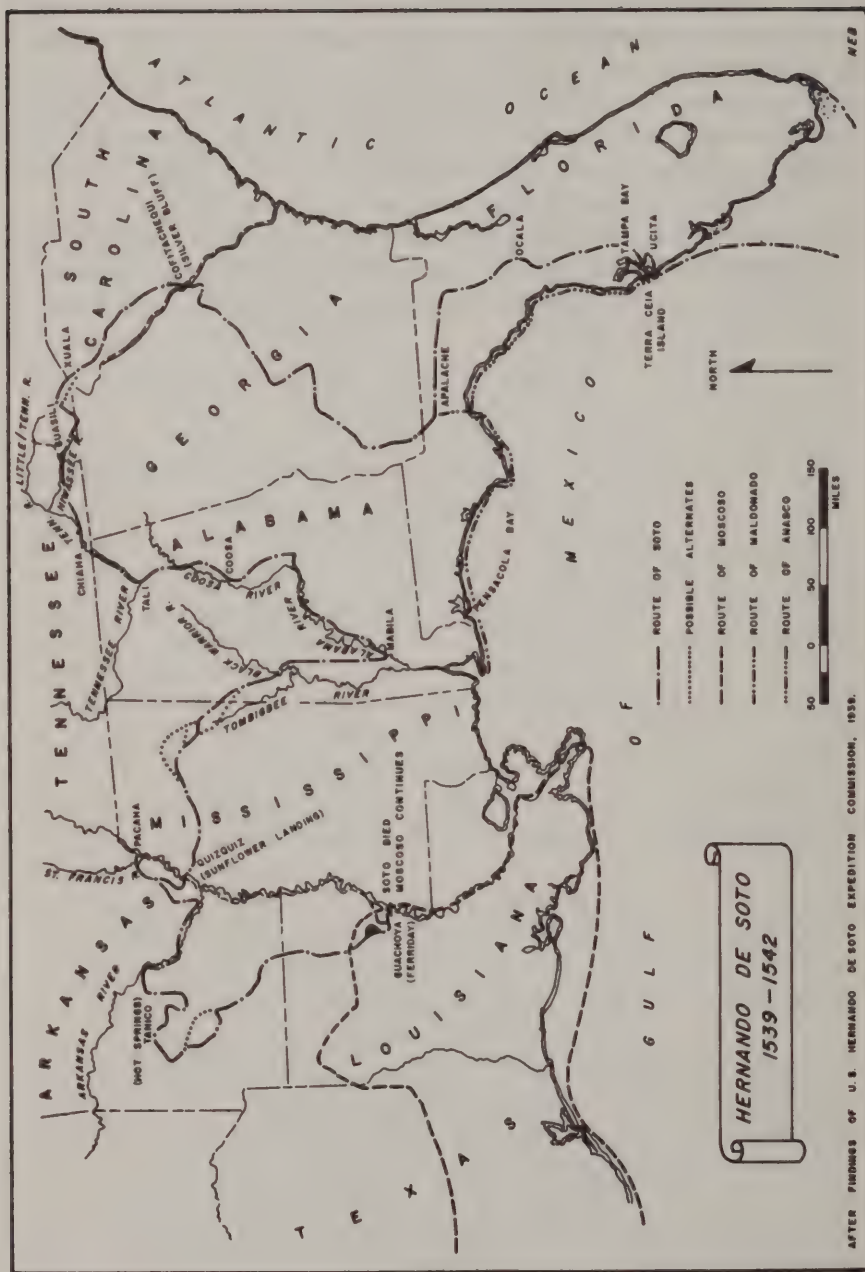 ATLANTIC OCEAN
SOUTH CAROLINA
COFITACHEQUI
(SILVER BLUFF)
XUALA
GUASILI
LITTLE/TENN. R.
HIWASSEE R.
TENN.
CHIAHA
GEORGIA
FLORIDA
OCALA
TAMPA BAY
UCITA
TERRA CEIA
ISLAND
APALACHE
TENNESSEE
TENNESSEE RIVER
TALI
ALABAMA
COOSA
COOSA RIVER
ALABAMA RIVER
MABILA
BLACK WARRIOR R.
TOMBIGBEE RIVER
PENSACOLA BAY
MISSISSIPPI
PACAHA
ST. FRANCIS R.
QUIZQUIZ
(SUNFLOWER LANDING)
SOTO DIED
MOSCOSO CONTINUES
GUACHOYA
(FERRIDAY)
ARKANSAS
ARKANSAS RIVER
(HOT SPRINGS)
TANICO
LOUISIANA
TEXAS
GULF OF MEXICO
NORTH
ROUTE OF SOTO
POSSIBLE ALTERNATES
ROUTE OF MOSCOSO
ROUTE OF MALDONADO
ROUTE OF ANASCO
50 0 50 100 150
MILES
HERNANDO DE SOTO
1539-1542
AFTER FINDINGS OF U.S. HERNANDO DE SOTO EXPEDITION COMMISSION, 1939.
NEB